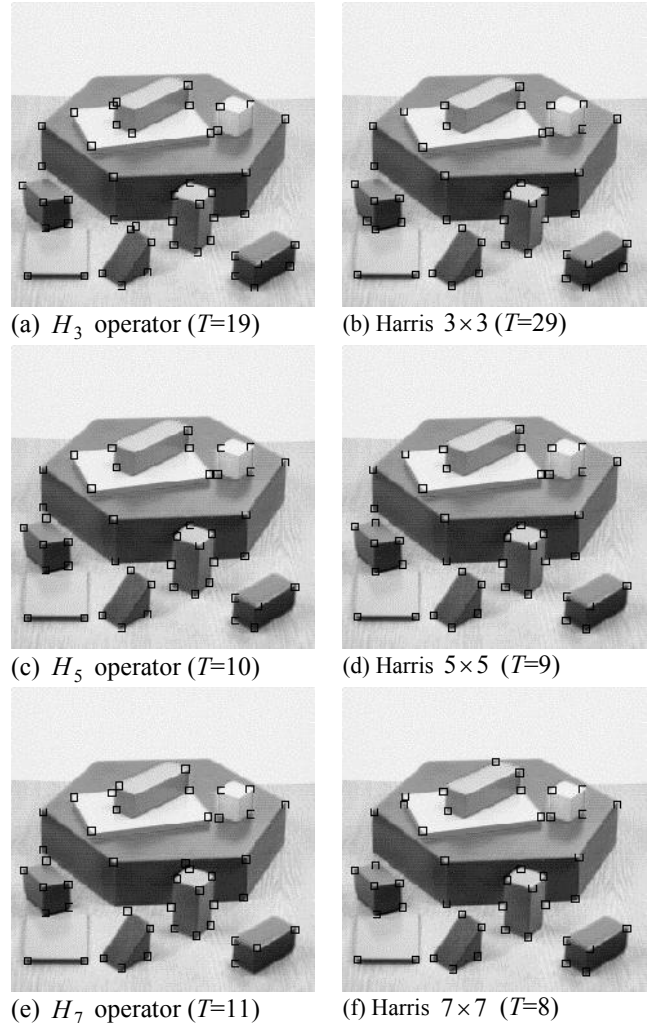 (a) H₃ operator (T=19)
(b) Harris 3×3 (T=29)
(c) H₅ operator (T=10)
(d) Harris 5×5 (T=9)
(e) H₇ operator (T=11)
(f) Harris 7×7 (T=8)